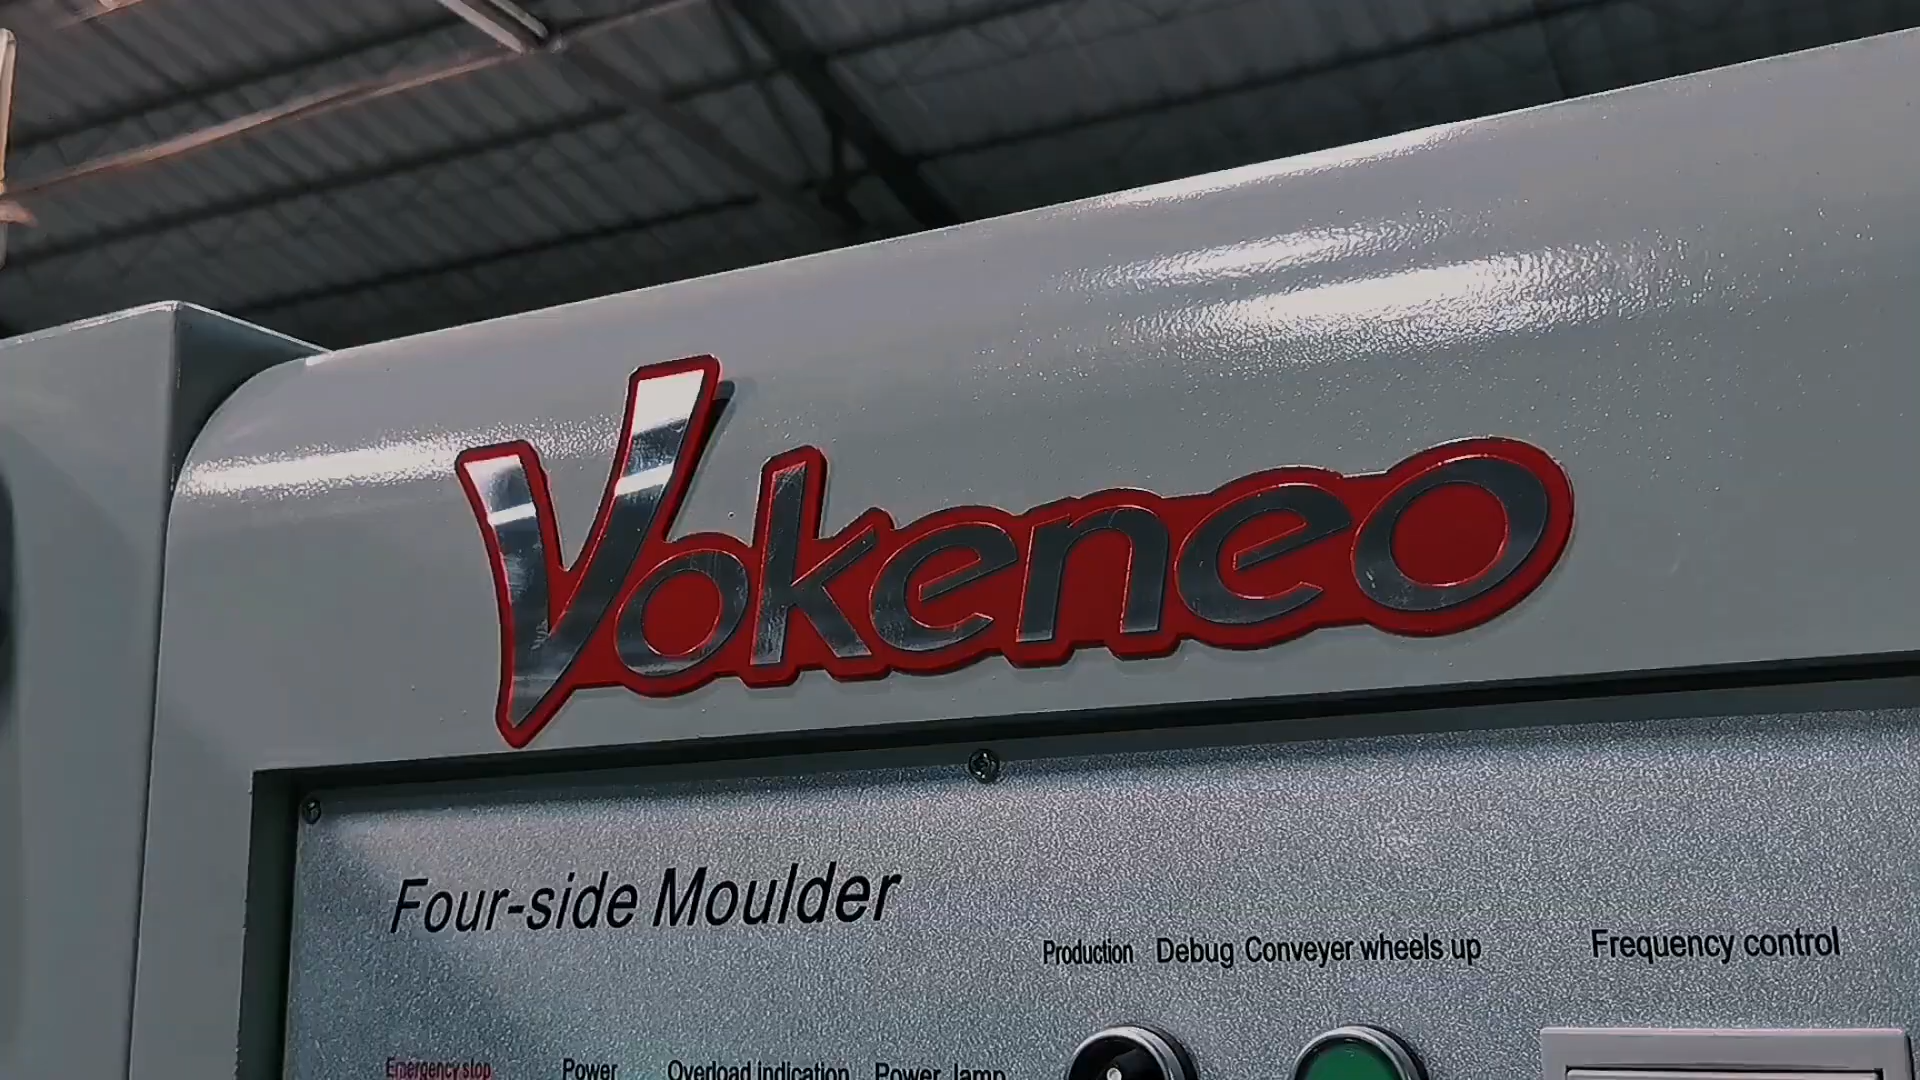 Vokeneo
Four-side Moulder
Production Debug Conveyer wheels up Frequency control
Emergency stop Power Overload indication Power lamp